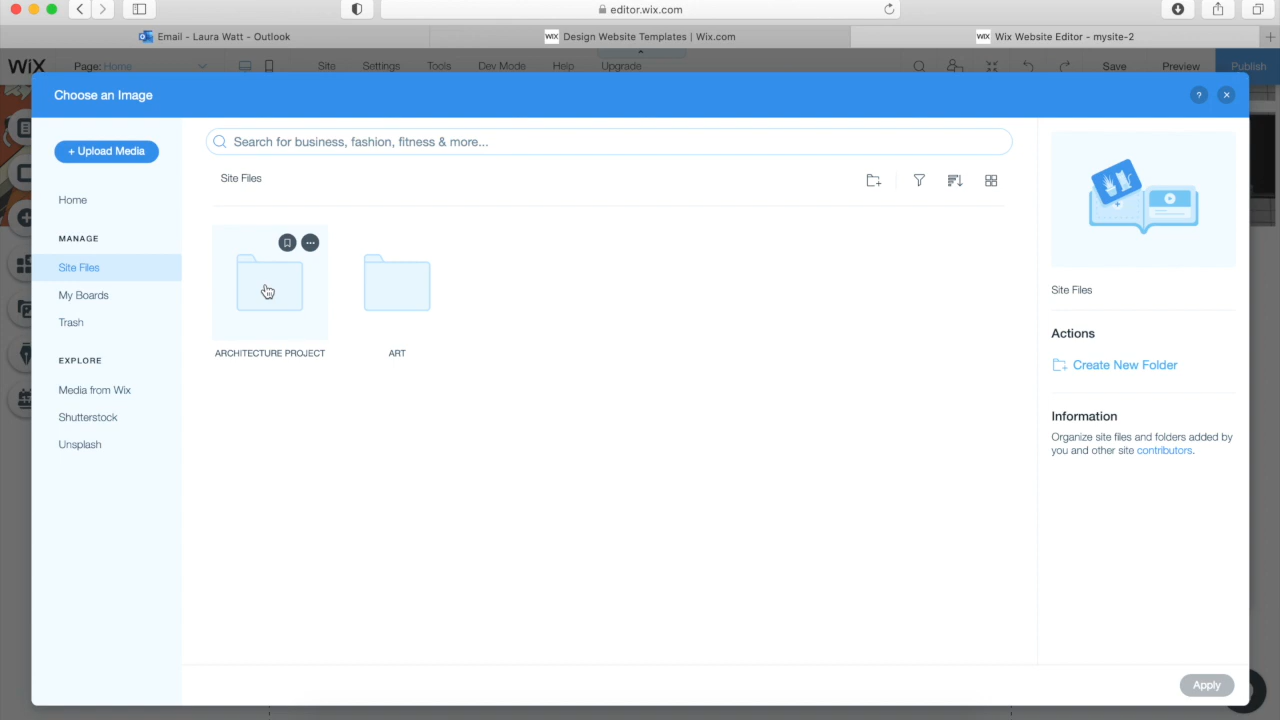 editor.wix.com
Email - Laura Watt - Outlook
WIX Design Website Templates | Wix.com
WIX Wix Website Editor - mysite-2
WIX Page: Home Site Settings Tools Dev Mode Help Upgrade Save Preview Publish
Choose an Image
?
+ Upload Media
Search for business, fashion, fitness & more...
Site Files
Home
MANAGE
Site Files
My Boards
Trash
EXPLORE
Media from Wix
Shutterstock
Unsplash
ARCHITECTURE PROJECT
ART
Site Files
Actions
Create New Folder
Information
Organize site files and folders added by
you and other site contributors.
Apply